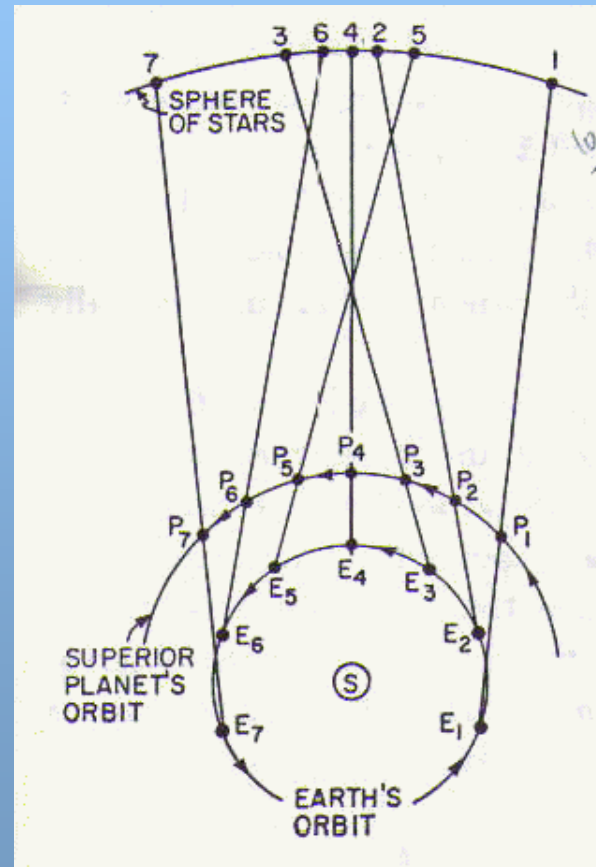 7 3 6 4 2 5 1
SPHERE
OF STARS
P₄
P₅ P₃
P₆ P₂
P₇ P₁
E₄
E₅ E₃
E₆ E₂
S
SUPERIOR
PLANET'S
ORBIT
E₇ E₁
EARTH'S
ORBIT